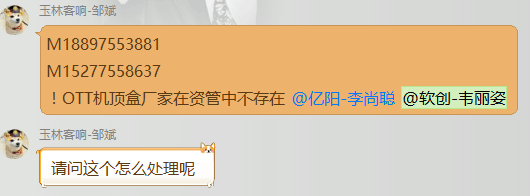 玉林客响-邹斌
M18897553881
M15277558637
！OTT机顶盒厂家在资管中不存在 @亿阳-李尚聪 @软创-韦丽姿
玉林客响-邹斌
请问这个怎么处理呢